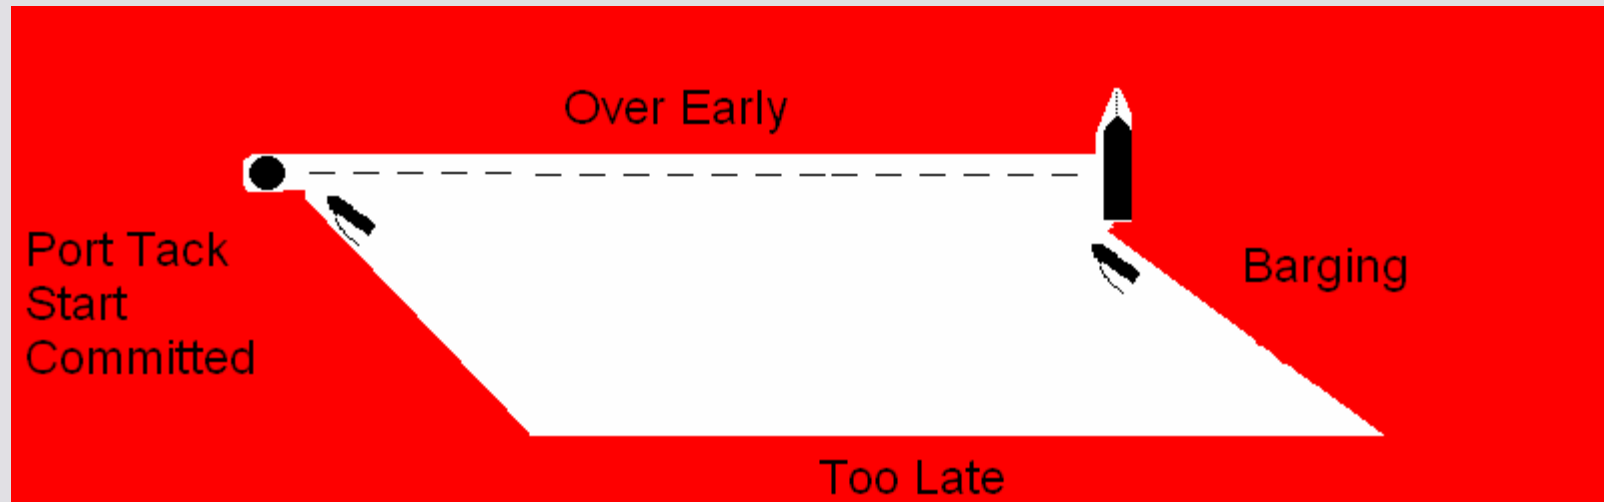 Over Early
Port Tack
Start
Committed
Barging
Too Late